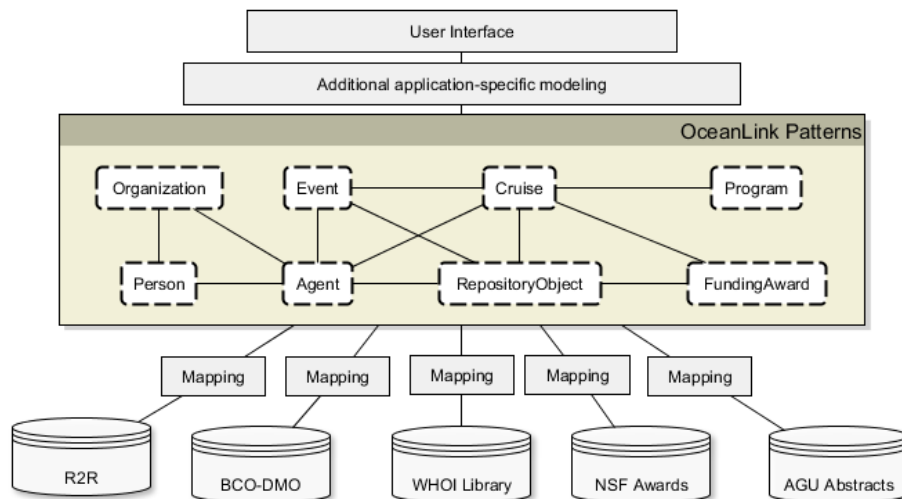 User Interface
Additional application-specific modeling
OceanLink Patterns
Organization
Event
Cruise
Program
Person
Agent
RepositoryObject
FundingAward
Mapping
Mapping
Mapping
Mapping
Mapping
R2R
BCO-DMO
WHOI Library
NSF Awards
AGU Abstracts